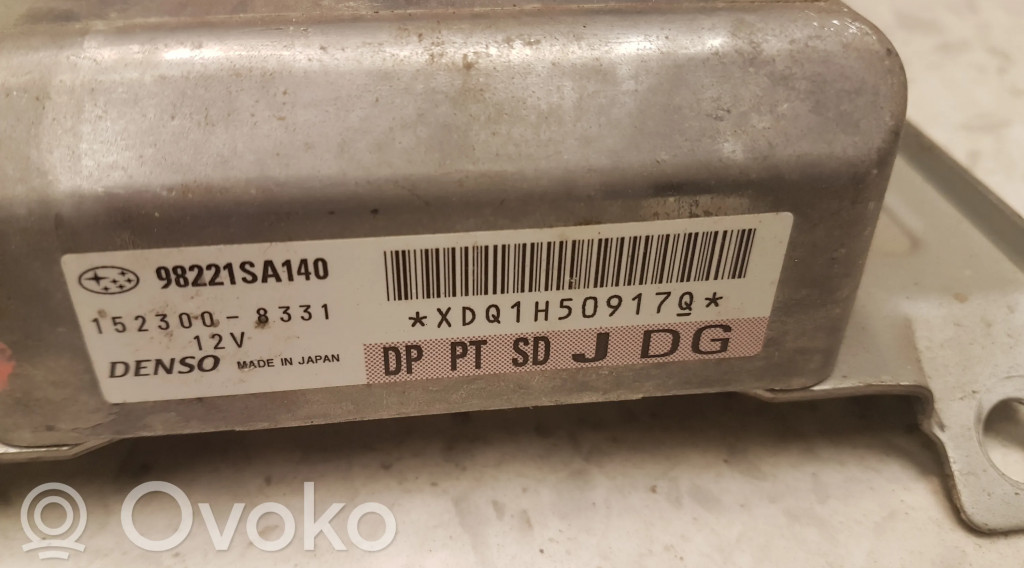 98221SA140
152300-8331
12V
DENSO MADE IN JAPAN
*XDQ1H50917Q*
DP PT SD J DG
Ovoko